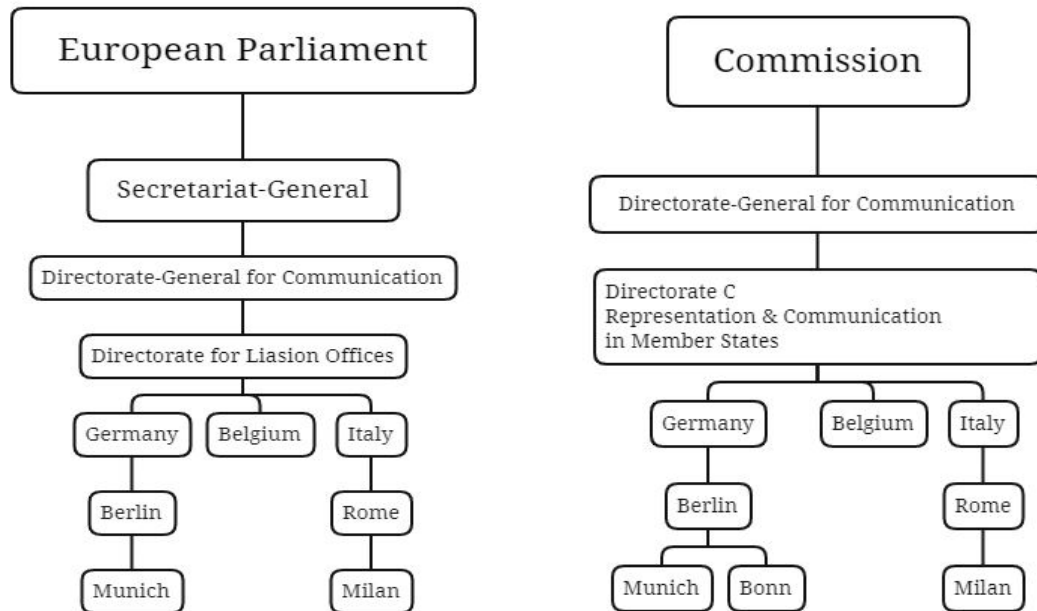 European Parliament
Secretariat-General
Directorate-General for Communication
Directorate for Liasion Offices
Germany
Belgium
Italy
Berlin
Rome
Munich
Milan
Commission
Directorate-General for Communication
Directorate C
Representation & Communication
in Member States
Germany
Belgium
Italy
Berlin
Rome
Munich
Bonn
Milan